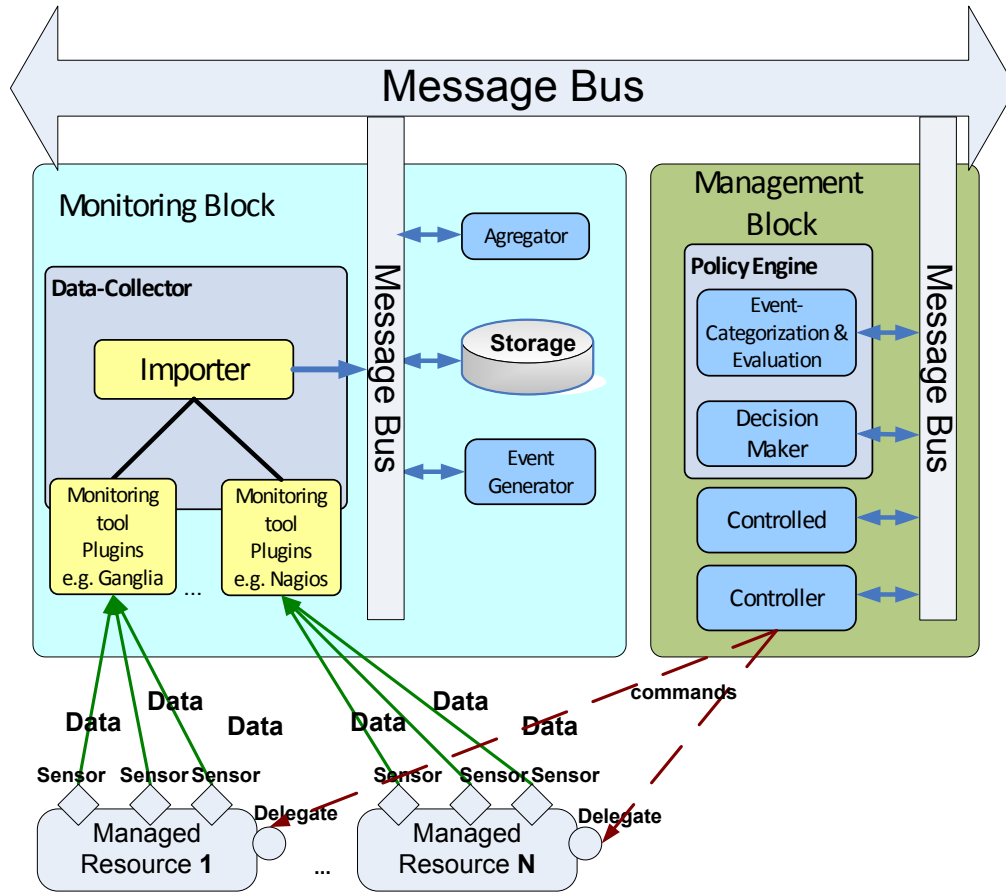 Message Bus
Monitoring Block
Data-Collector
Importer
Monitoring
tool
Plugins
e.g. Ganglia
...
Monitoring
tool
Plugins
e.g. Nagios
Message Bus
Agregator
Storage
Event
Generator
Management
Block
Policy Engine
Event-
Categorization &
Evaluation
Decision
Maker
Controlled
Controller
Message Bus
commands
Data
Data
Data
Data
Data
Data
Sensor
Sensor
Sensor
Sensor
Sensor
Sensor
Delegate
Delegate
Managed
Resource 1
...
Managed
Resource N